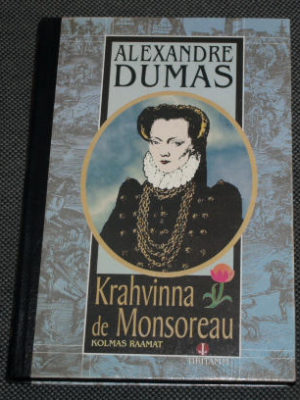 ALEXANDRE
DUMAS
Krahvinna
de Monsoreau
KOLMAS RAAMAT